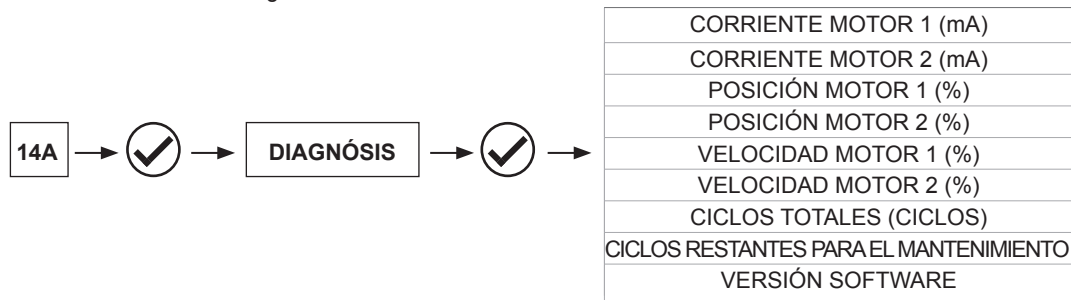 14A
DIAGNÓSIS
CORRIENTE MOTOR 1 (mA)
CORRIENTE MOTOR 2 (mA)
POSICIÓN MOTOR 1 (%)
POSICIÓN MOTOR 2 (%)
VELOCIDAD MOTOR 1 (%)
VELOCIDAD MOTOR 2 (%)
CICLOS TOTALES (CICLOS)
CICLOS RESTANTES PARA EL MANTENIMIENTO
VERSIÓN SOFTWARE